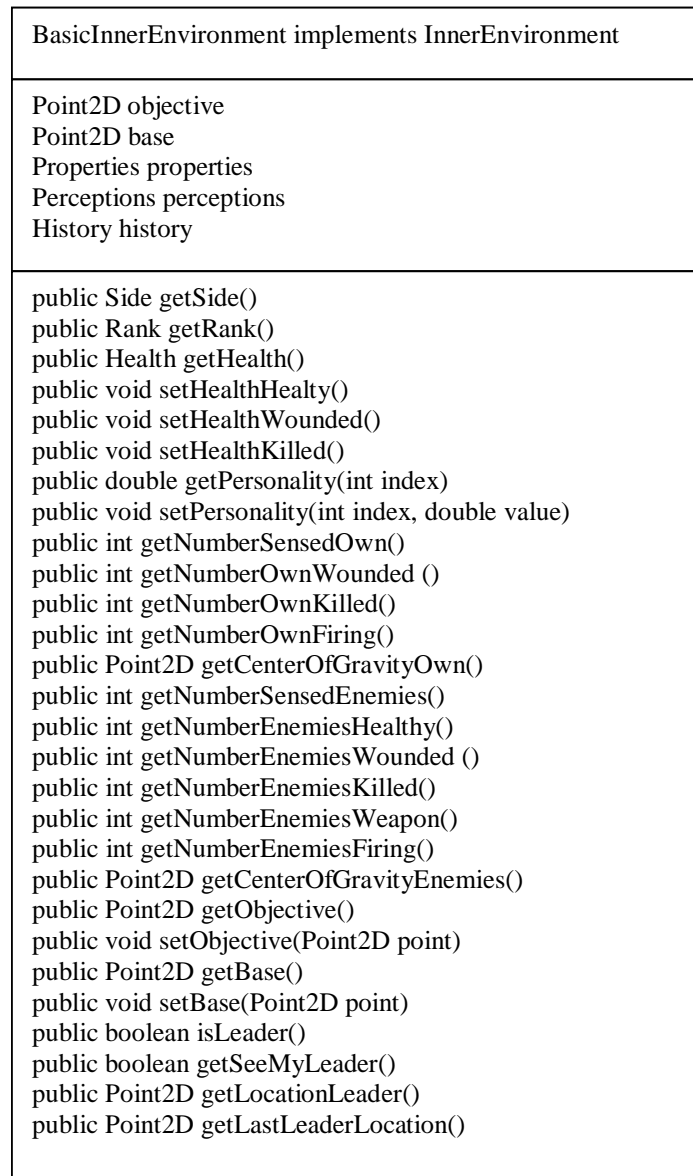 BasicInnerEnvironment implements InnerEnvironment
Point2D objective
Point2D base
Properties properties
Perceptions perceptions
History history
public Side getSide()
public Rank getRank()
public Health getHealth()
public void setHealthHealty()
public void setHealthWounded()
public void setHealthKilled()
public double getPersonality(int index)
public void setPersonality(int index, double value)
public int getNumberSensedOwn()
public int getNumberOwnWounded ()
public int getNumberOwnKilled()
public int getNumberOwnFiring()
public Point2D getCenterOfGravityOwn()
public int getNumberSensedEnemies()
public int getNumberEnemiesHealthy()
public int getNumberEnemiesWounded ()
public int getNumberEnemiesKilled()
public int getNumberEnemiesWeapon()
public int getNumberEnemiesFiring()
public Point2D getCenterOfGravityEnemies()
public Point2D getObjective()
public void setObjective(Point2D point)
public Point2D getBase()
public void setBase(Point2D point)
public boolean isLeader()
public boolean getSeeMyLeader()
public Point2D getLocationLeader()
public Point2D getLastLeaderLocation()